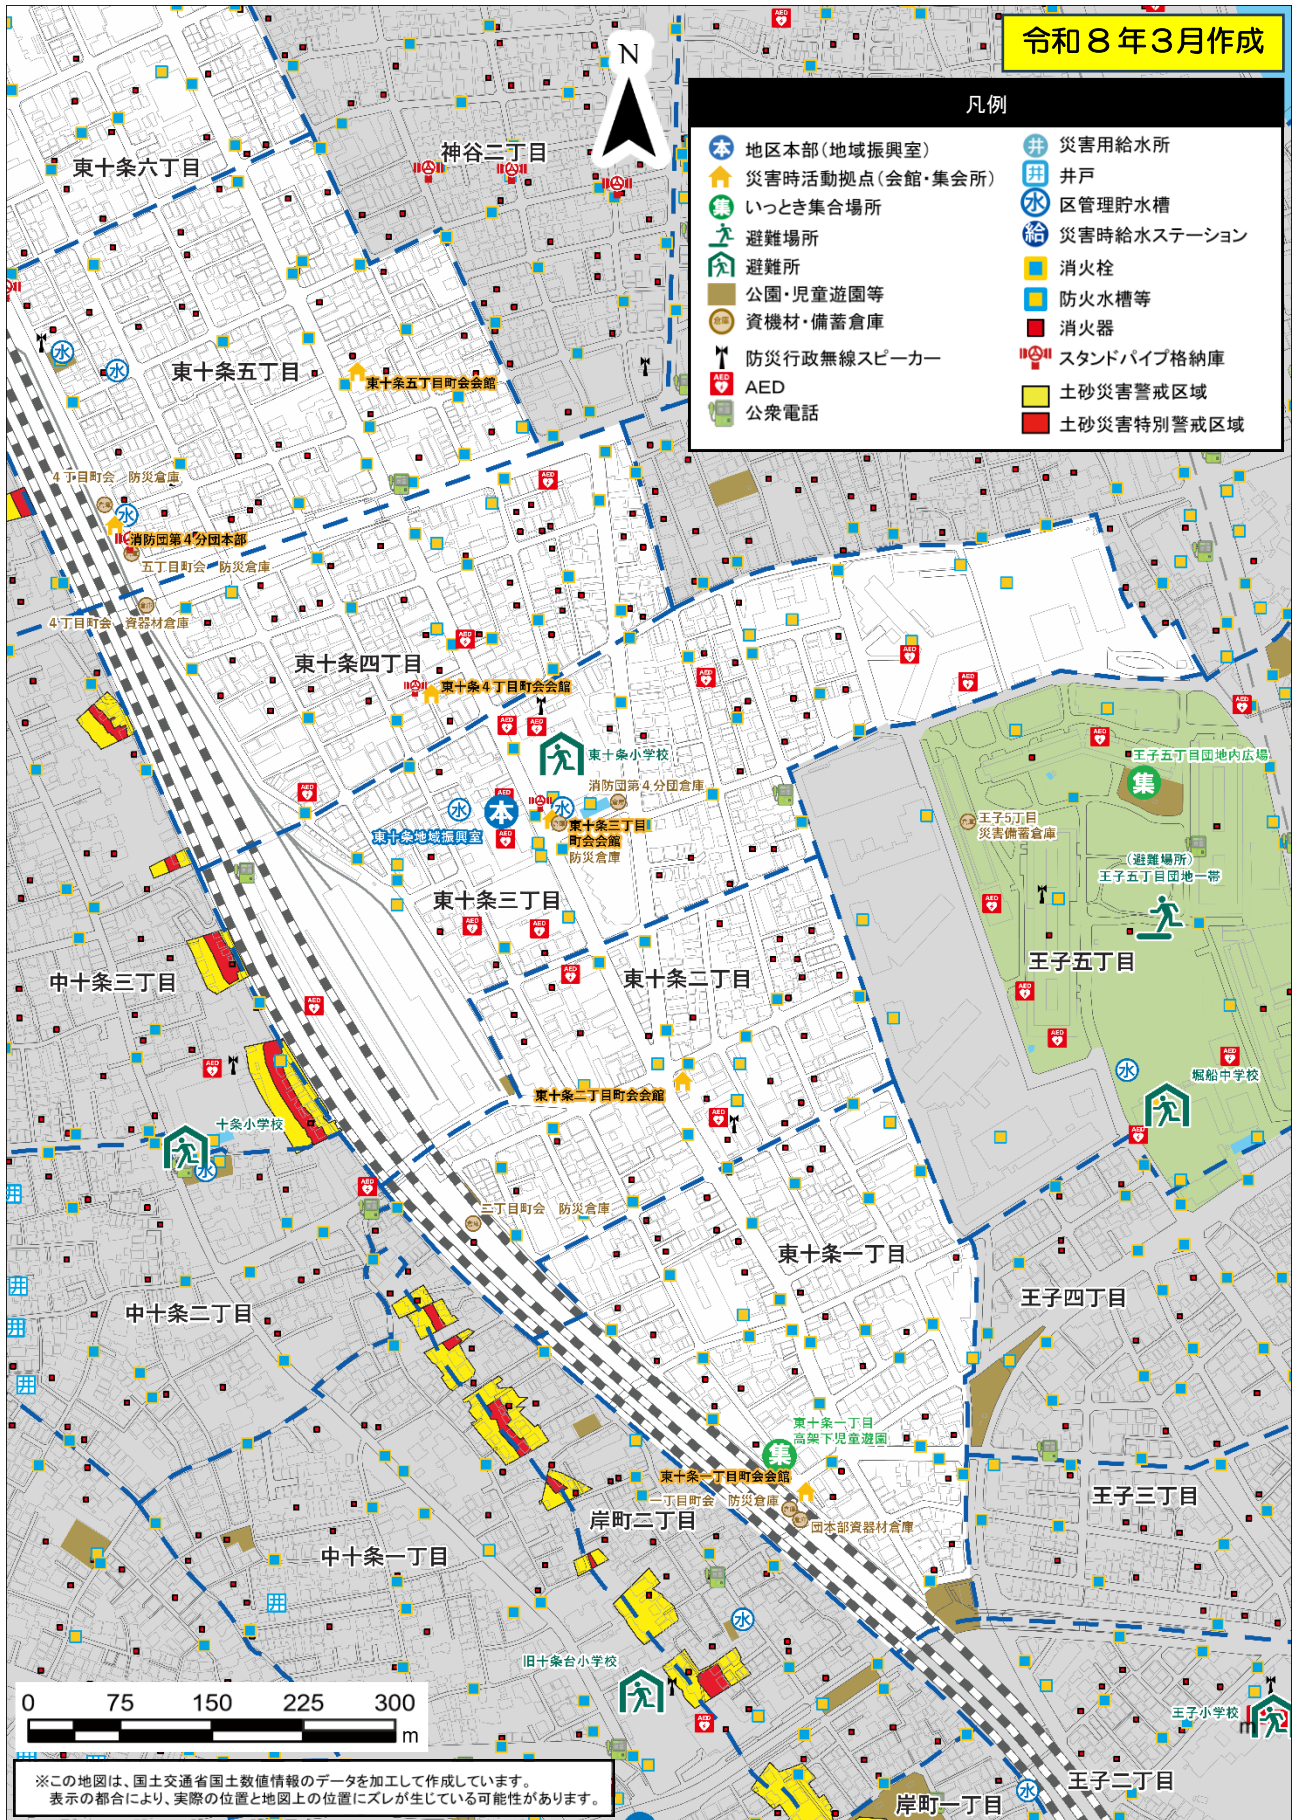 令和8年3月作成
N
凡例
地区本部(地域振興室)
災害時活動拠点(会館・集会所)
いっとき集合場所
避難場所
避難所
公園・児童遊園等
資機材・備蓄倉庫
防災行政無線スピーカー
AED
公衆電話
災害用給水所
井戸
区管理貯水槽
災害時給水ステーション
消火栓
防火水槽等
消火器
スタンドパイプ格納庫
土砂災害警戒区域
土砂災害特別警戒区域
東十条六丁目
神谷二丁目
東十条五丁目
東十条五丁目町会会館
4丁目町会 防災倉庫
消防団第4分団本部
五丁目町会 防災倉庫
4丁目町会 資器材倉庫
東十条四丁目
東十条4丁目町会会館
東十条小学校
消防団第4分団倉庫
東十条地域振興室
東十条三丁目
町会会館
防災倉庫
東十条三丁目
王子五丁目団地内広場
王子5丁目
災害備蓄倉庫
(避難場所)
王子五丁目団地一帯
王子五丁目
中十条三丁目
東十条二丁目
東十条二丁目町会会館
堀船中学校
十条小学校
二丁目町会 防災倉庫
東十条一丁目
王子四丁目
中十条二丁目
東十条一丁目
高架下児童遊園
東十条一丁目町会会館
一丁目町会 防災倉庫
団本部資器材倉庫
王子三丁目
岸町二丁目
中十条一丁目
旧十条台小学校
王子小学校
王子二丁目
岸町一丁目
0 75 150 225 300
m
※この地図は、国土交通省国土数値情報のデータを加工して作成しています。
表示の都合により、実際の位置と地図上の位置にズレが生じている可能性があります。